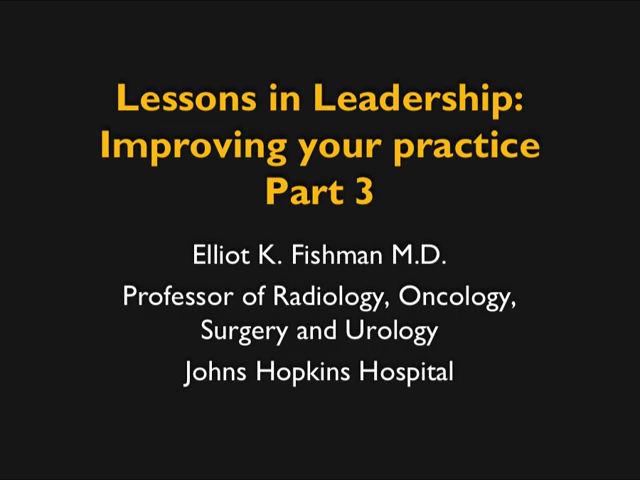 Lessons in Leadership:
Improving your practice
Part 3
Elliot K. Fishman M.D.
Professor of Radiology, Oncology,
Surgery and Urology
Johns Hopkins Hospital